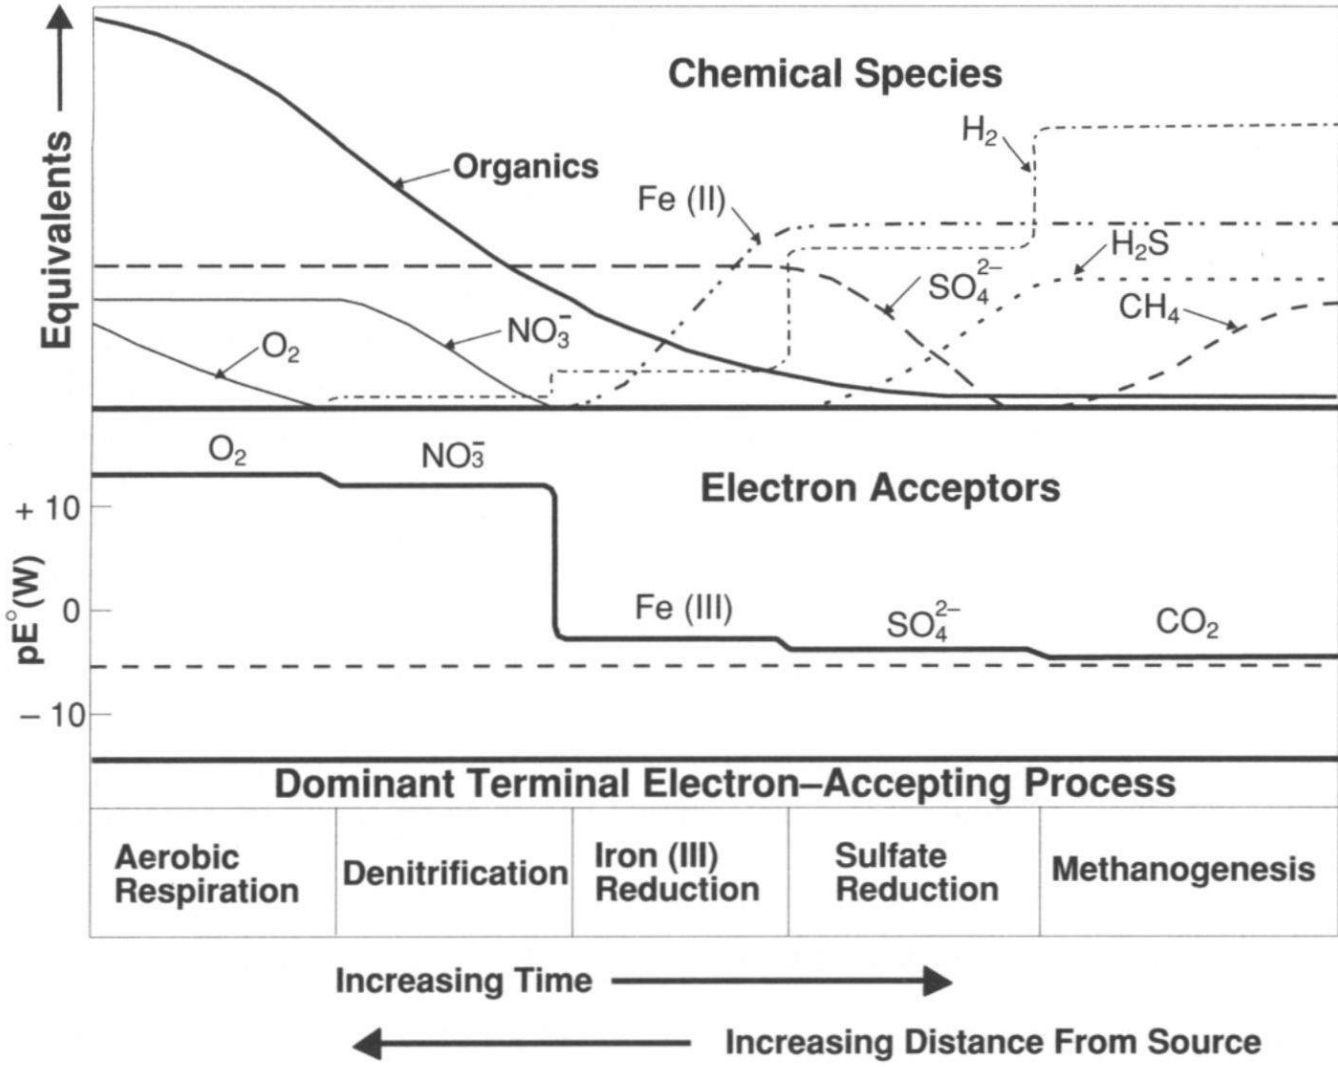 Chemical Species
Equivalents
H₂
Organics
Fe (II)
H₂S
SO₄²⁻
CH₄
NO₃⁻
O₂
O₂
NO₃⁻
Electron Acceptors
+ 10
pE°(W)
0
Fe (III)
SO₄²⁻
CO₂
– 10
Dominant Terminal Electron–Accepting Process
Aerobic
Respiration
Denitrification
Iron (III)
Reduction
Sulfate
Reduction
Methanogenesis
Increasing Time
Increasing Distance From Source